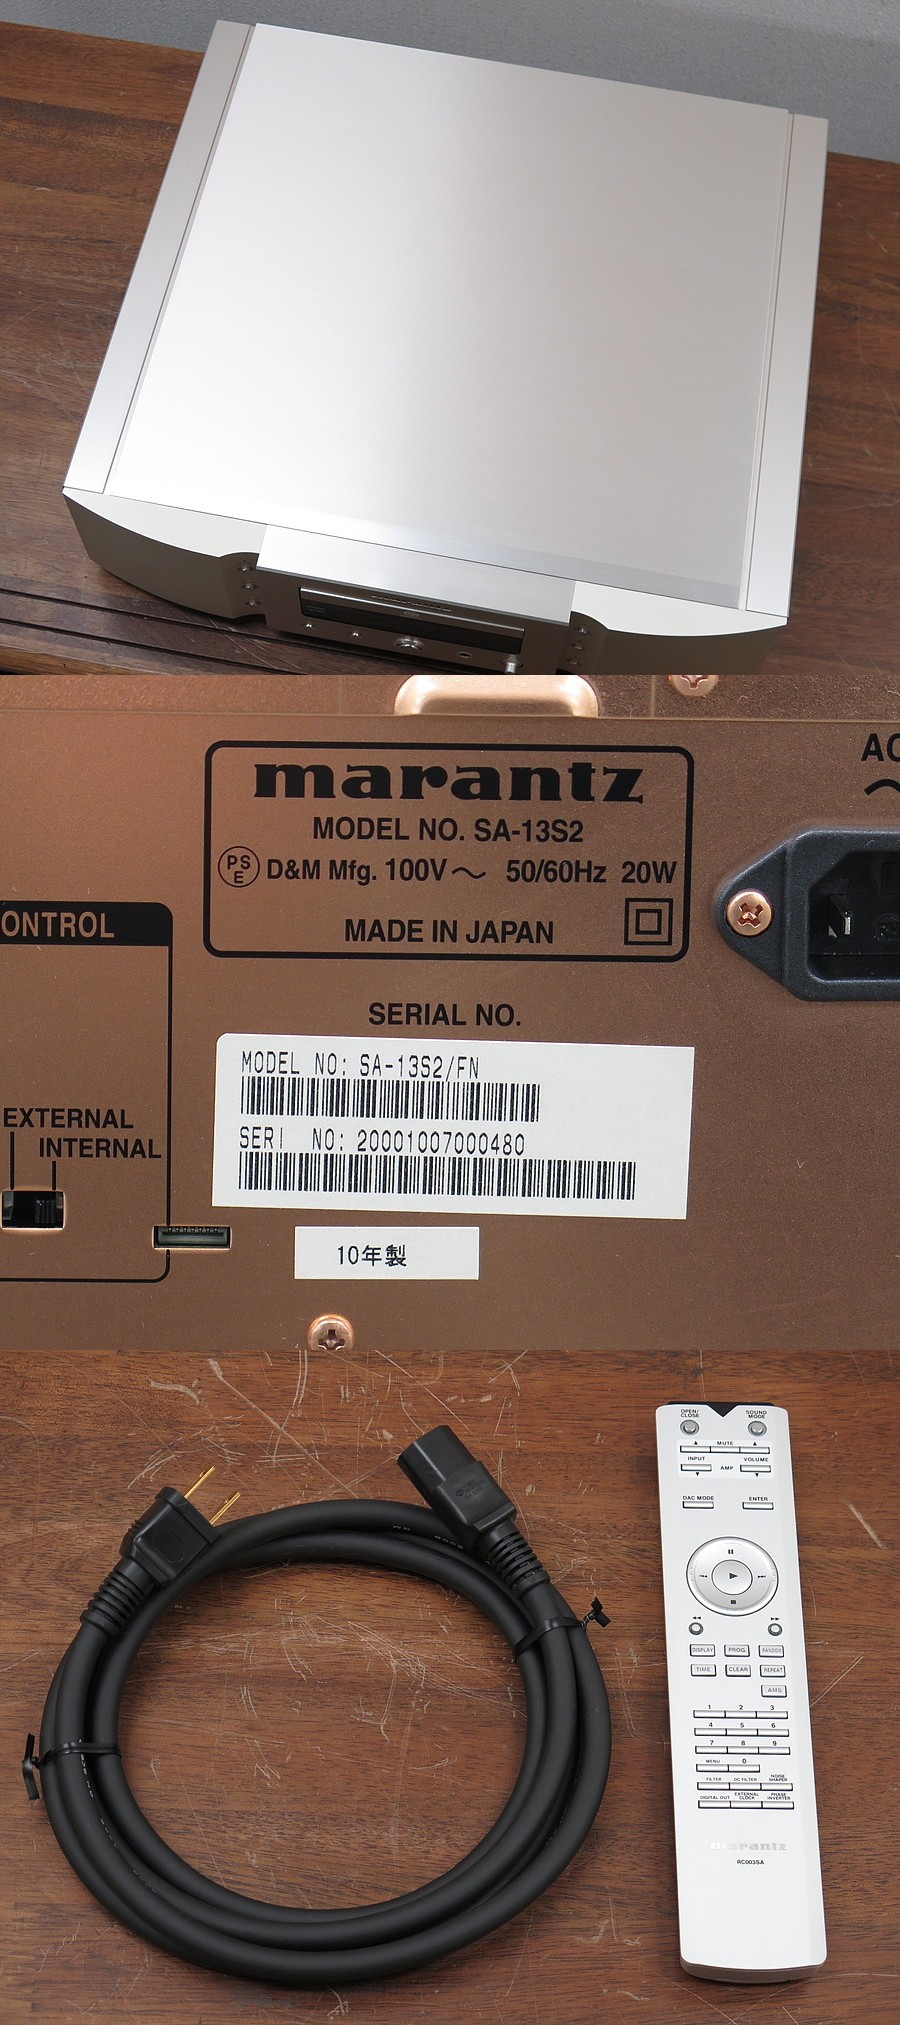 marantz
MODEL NO. SA-13S2
PS
E
D&M Mfg. 100V ～ 50/60Hz 20W
MADE IN JAPAN
AC
ONTROL
SERIAL NO.
MODEL NO: SA-13S2/FN
SERI NO: 20001007000480
EXTERNAL
INTERNAL
10年製
OPEN/
CLOSE
SOUND
MODE
MUTE
INPUT
AMP
VOLUME
DAC MODE
ENTER
DISPLAY
PROG
RANDOM
TIME
CLEAR
REPEAT
AMS
1 2 3
4 5 6
7 8 9
MENU 0
FILTER
DC FILTER
NOISE
SHAPER
DIGITAL OUT
EXTERNAL
CLOCK
PHASE
INVERTER
marantz
RC003SA